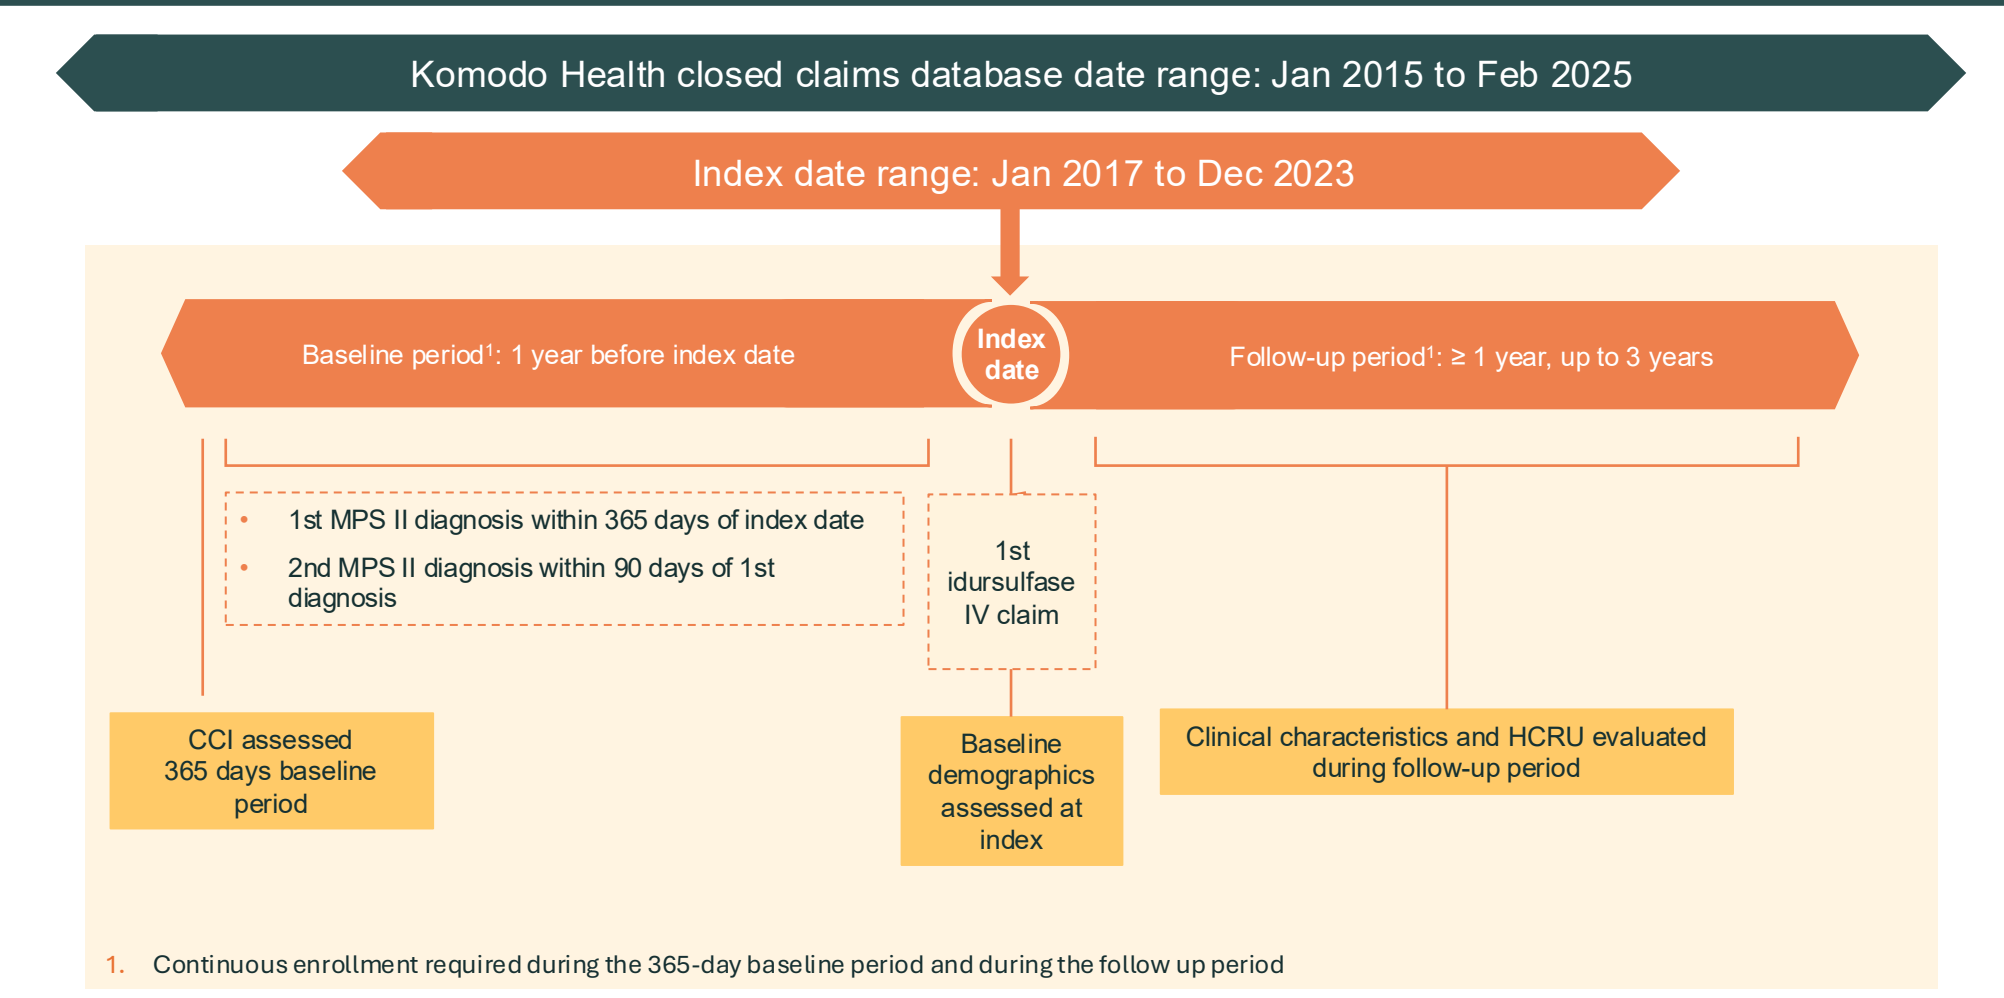 Komodo Health closed claims database date range: Jan 2015 to Feb 2025
Index date range: Jan 2017 to Dec 2023
Baseline period¹: 1 year before index date
Index
date
Follow-up period¹: ≥ 1 year, up to 3 years
• 1st MPS II diagnosis within 365 days of index date
• 2nd MPS II diagnosis within 90 days of 1st
diagnosis
1st
idursulfase
IV claim
CCI assessed
365 days baseline
period
Baseline
demographics
assessed at
index
Clinical characteristics and HCRU evaluated
during follow-up period
1. Continuous enrollment required during the 365-day baseline period and during the follow up period